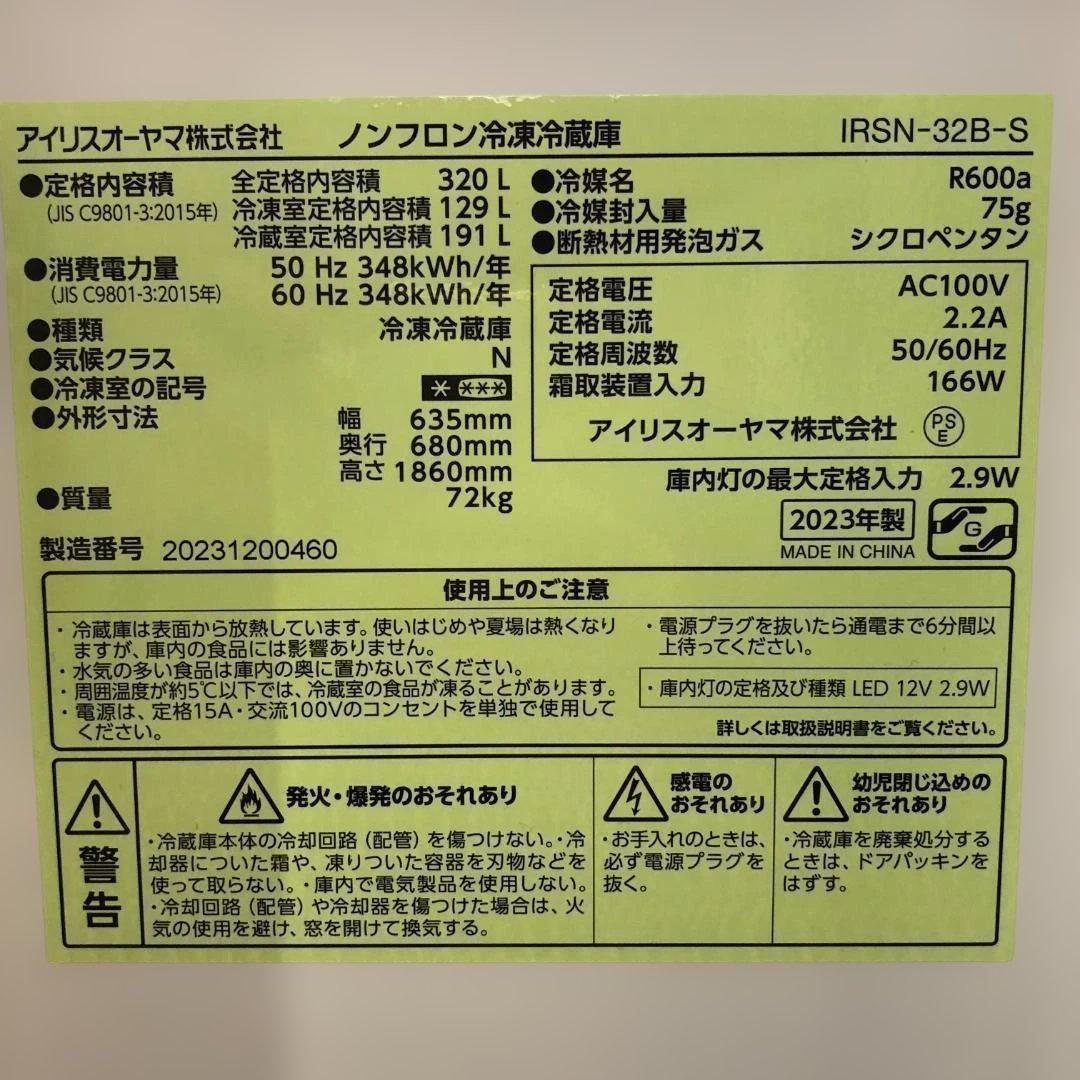 アイリスオーヤマ株式会社 ノンフロン冷凍冷蔵庫 IRSN-32B-S
●定格内容積 全定格内容積 320 L
(JIS C9801-3:2015年) 冷凍室定格内容積 129 L
冷蔵室定格内容積 191 L
●消費電力量 50 Hz 348kWh/年
(JIS C9801-3:2015年) 60 Hz 348kWh/年
●種類 冷凍冷蔵庫
●気候クラス N
●冷凍室の記号 * ***
●外形寸法 幅 635mm
奥行 680mm
高さ 1860mm
●質量 72kg
製造番号 20231200460
●冷媒名 R600a
●冷媒封入量 75g
●断熱材用発泡ガス シクロペンタン
定格電圧 AC100V
定格電流 2.2A
定格周波数 50/60Hz
霜取装置入力 166W
アイリスオーヤマ株式会社 PSE
庫内灯の最大定格入力 2.9W
2023年製
MADE IN CHINA
G
使用上のご注意
・冷蔵庫は表面から放熱しています。使いはじめや夏場は熱くなり
ますが、庫内の食品には影響ありません。
・水気の多い食品は庫内の奥に置かないでください。
・周囲温度が約5℃以下では、冷蔵室の食品が凍ることがあります。
・電源は、定格15A・交流100Vのコンセントを単独で使用して
ください。
・電源プラグを抜いたら通電まで6分間以
上待ってください。
・庫内灯の定格及び種類 LED 12V 2.9W
詳しくは取扱説明書をご覧ください。
警告
発火・爆発のおそれあり
・冷蔵庫本体の冷却回路（配管）を傷つけない。・冷
却器についた霜や、凍りついた容器を刃物などを
使って取らない。・庫内で電気製品を使用しない。
・冷却回路（配管）や冷却器を傷つけた場合は、火
気の使用を避け、窓を開けて換気する。
感電の
おそれあり
・お手入れのときは、
必ず電源プラグを
抜く。
幼児閉じ込めの
おそれあり
・冷蔵庫を廃棄処分する
ときは、ドアパッキンを
はずす。